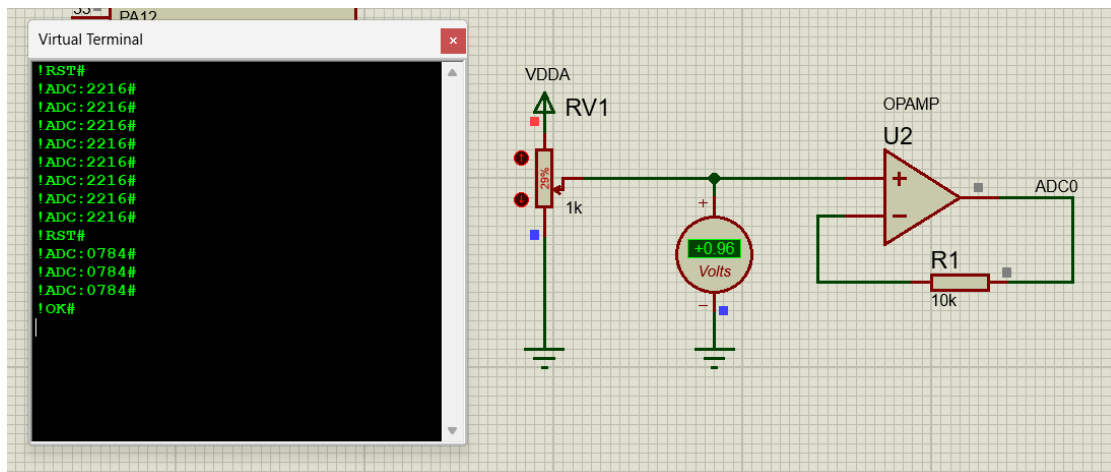 PA12
Virtual Terminal
!RST#
!ADC:2216#
!ADC:2216#
!ADC:2216#
!ADC:2216#
!ADC:2216#
!ADC:2216#
!ADC:2216#
!ADC:2216#
!RST#
!ADC:0784#
!ADC:0784#
!ADC:0784#
!OK#
VDDA
RV1
29%
1k
+0.96
Volts
+
−
OPAMP
U2
+
−
ADC0
R1
10k